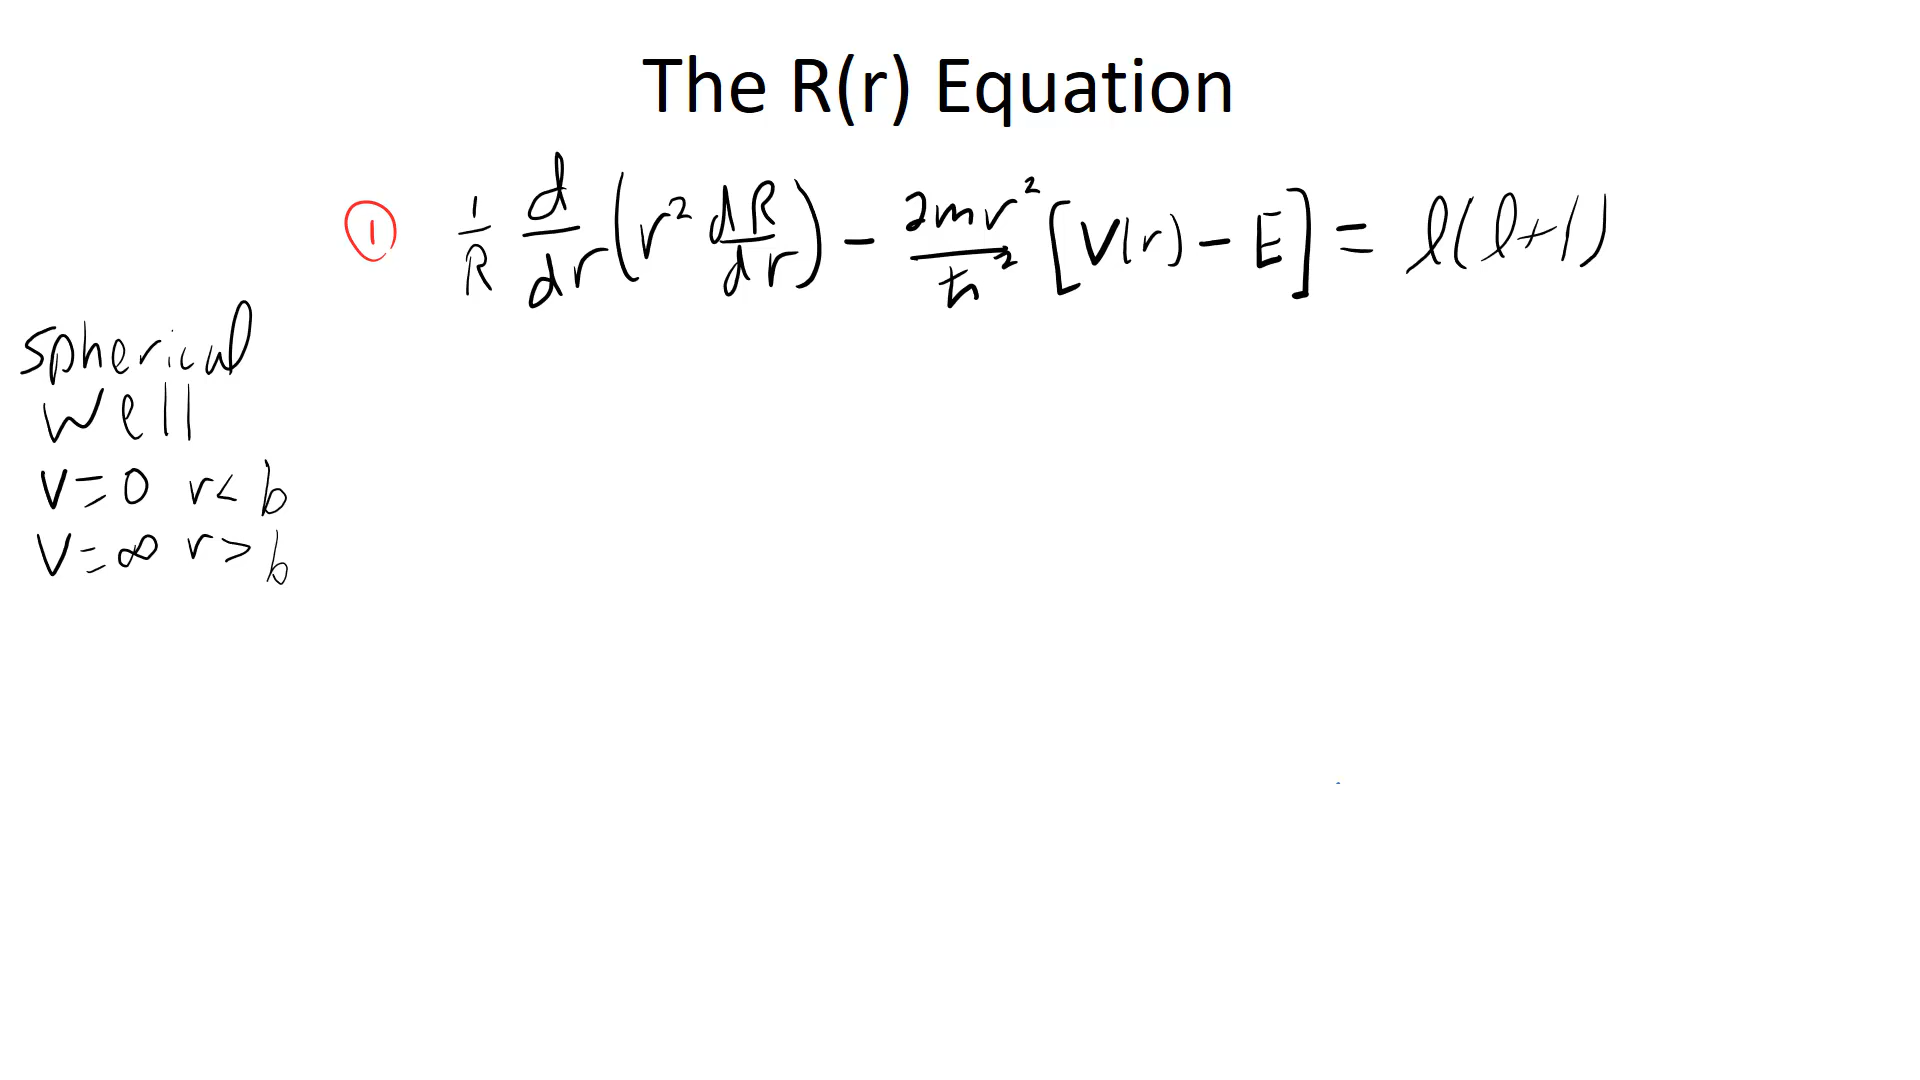 The R(r) Equation
① 1/R d/dr (r² dR/dr) − 2mr²/ħ² [V(r) − E] = ℓ(ℓ+1)
spherical
well
V=0 r< b
V=∞ r> b